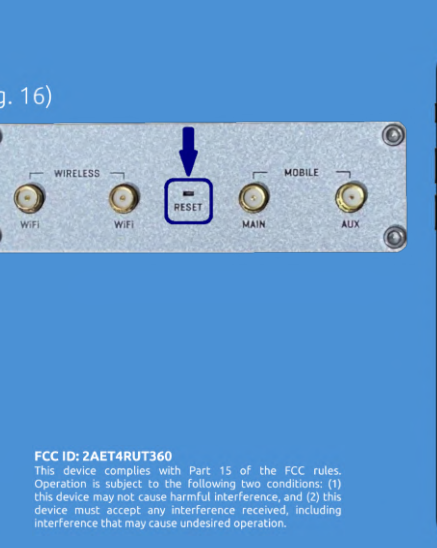 g. 16)
WIRELESS
MOBILE
RESET
WiFi
WiFi
MAIN
AUX
FCC ID: 2AET4RUT360
This device complies with Part 15 of the FCC rules.
Operation is subject to the following two conditions: (1)
this device may not cause harmful interference, and (2) this
device must accept any interference received, including
interference that may cause undesired operation.